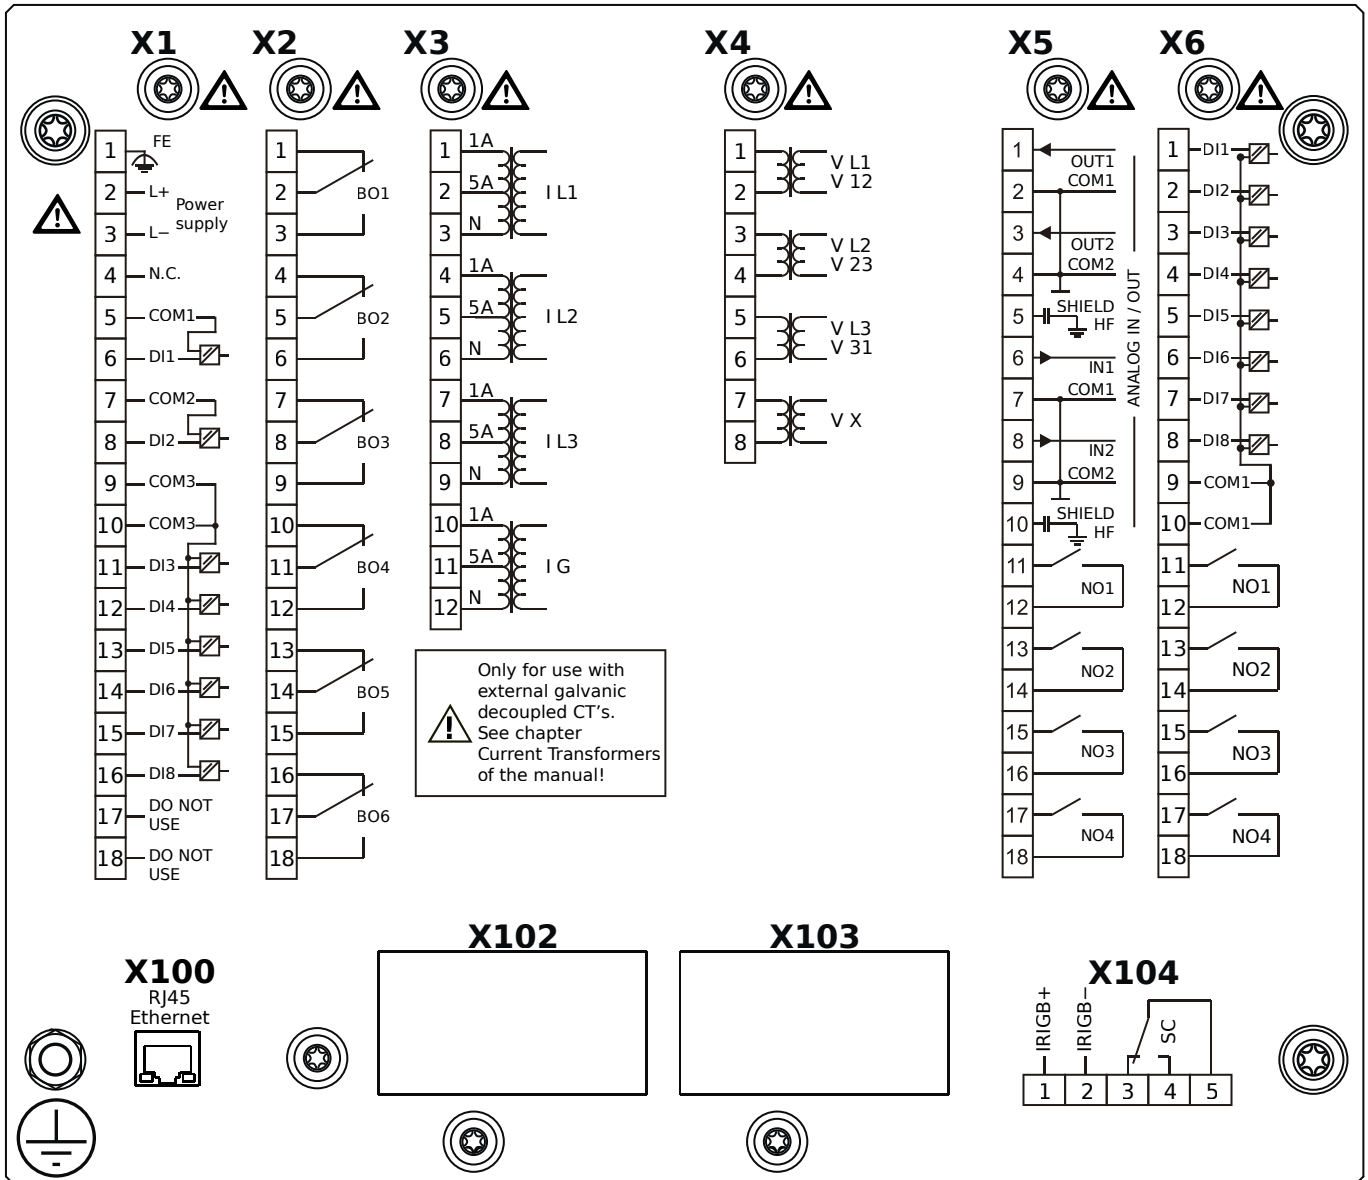 X1 X2 X3 X4 X5 X6
1 FE
2 L+
Power
supply
3 L−
4 N.C.
5 COM1
6 DI1
7 COM2
8 DI2
9 COM3
10 COM3
11 DI3
12 DI4
13 DI5
14 DI6
15 DI7
16 DI8
17 DO NOT
USE
18 DO NOT
USE
1
2 BO1
3
4
5 BO2
6
7
8 BO3
9
10
11 BO4
12
13
14 BO5
15
16
17 BO6
18
1 1A
2 5A I L1
3 N
4 1A
5 5A I L2
6 N
7 1A
8 5A I L3
9 N
10 1A
11 5A I G
12 N
Only for use with
external galvanic
decoupled CT's.
See chapter
Current Transformers
of the manual!
1 V L1
2 V 12
3 V L2
4 V 23
5 V L3
6 V 31
7 V X
8
1 OUT1
2 COM1
3 OUT2
4 COM2
5 SHIELD
HF
6 IN1
7 COM1
8 IN2
9 COM2
10 SHIELD
HF
ANALOG IN / OUT
11 NO1
12
13 NO2
14
15 NO3
16
17 NO4
18
1 DI1
2 DI2
3 DI3
4 DI4
5 DI5
6 DI6
7 DI7
8 DI8
9 COM1
10 COM1
11 NO1
12
13 NO2
14
15 NO3
16
17 NO4
18
X100
RJ45
Ethernet
X102
X103
X104
IRIGB+
IRIGB−
SC
1 2 3 4 5